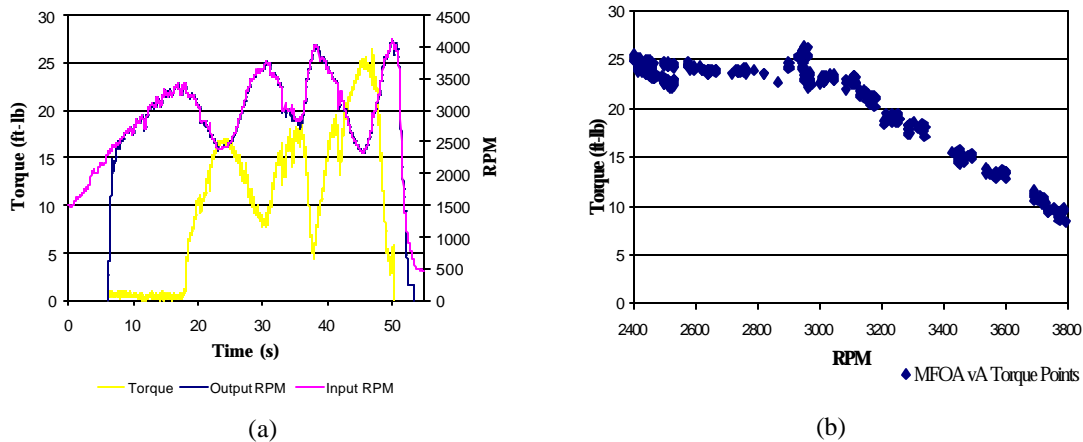 30
25
20
15
10
5
0
Torque (ft-lb)
4500
4000
3500
3000
2500
2000
1500
1000
500
0
RPM
0 10 20 30 40 50
Time (s)
Torque Output RPM Input RPM
(a)
30
25
20
15
10
5
0
Torque (ft-lb)
2400 2600 2800 3000 3200 3400 3600 3800
RPM
MFOA vA Torque Points
(b)